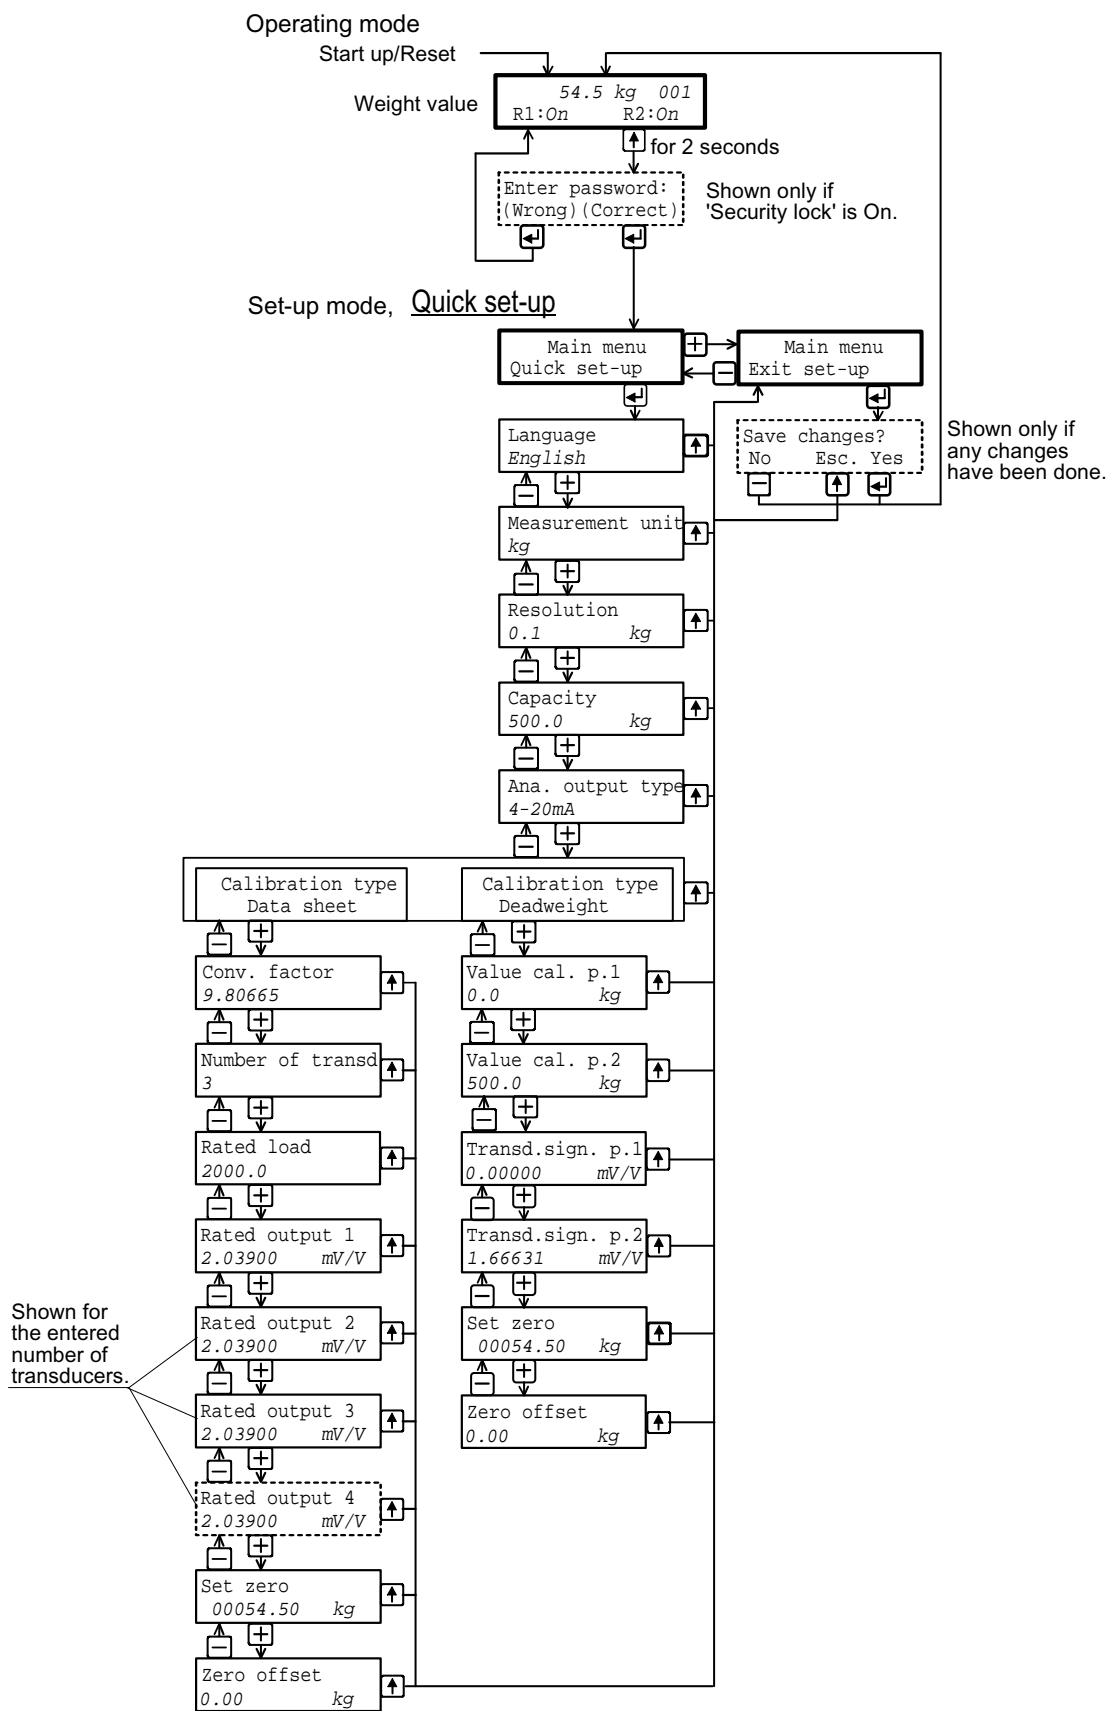 Operating mode
Start up/Reset
54.5 kg 001
Weight value
R1:On R2:On
for 2 seconds
Enter password:
(Wrong)(Correct)
Shown only if
'Security lock' is On.
Set-up mode, Quick set-up
Main menu
Quick set-up
Main menu
Exit set-up
Language
English
Save changes?
No Esc. Yes
Shown only if
any changes
have been done.
Measurement unit
kg
Resolution
0.1 kg
Capacity
500.0 kg
Ana. output type
4-20mA
Calibration type
Data sheet
Calibration type
Deadweight
Conv. factor
9.80665
Value cal. p.1
0.0 kg
Number of transd
3
Value cal. p.2
500.0 kg
Rated load
2000.0
Transd.sign. p.1
0.00000 mV/V
Rated output 1
2.03900 mV/V
Transd.sign. p.2
1.66631 mV/V
Shown for
the entered
number of
transducers.
Rated output 2
2.03900 mV/V
Set zero
00054.50 kg
Rated output 3
2.03900 mV/V
Zero offset
0.00 kg
Rated output 4
2.03900 mV/V
Set zero
00054.50 kg
Zero offset
0.00 kg